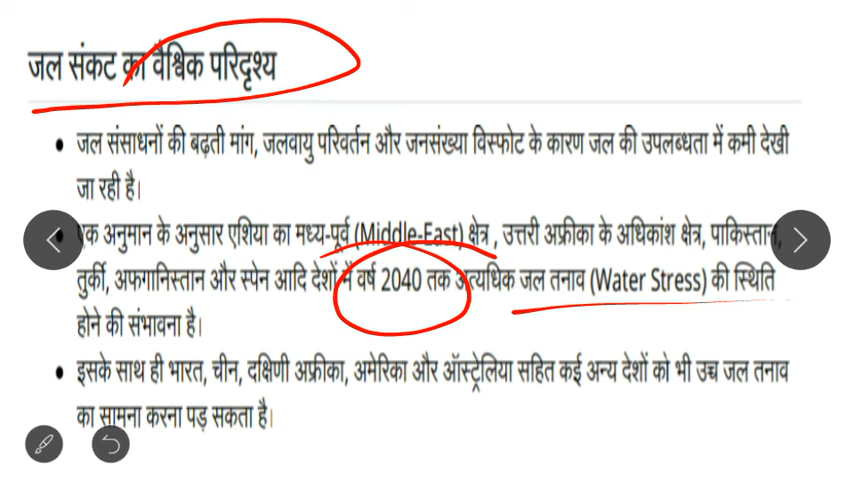 जल संकट का वैश्विक परिदृश्य
• जल संसाधनों की बढ़ती मांग, जलवायु परिवर्तन और जनसंख्या विस्फोट के कारण जल की उपलब्धता में कमी देखी
जा रही है।
• एक अनुमान के अनुसार एशिया का मध्य-पूर्व (Middle-East) क्षेत्र, उत्तरी अफ्रीका के अधिकांश क्षेत्र, पाकिस्तान,
तुर्की, अफगानिस्तान और स्पेन आदि देशों में वर्ष 2040 तक अत्यधिक जल तनाव (Water Stress) की स्थिति
होने की संभावना है।
• इसके साथ ही भारत, चीन, दक्षिणी अफ्रीका, अमेरिका और ऑस्ट्रेलिया सहित कई अन्य देशों को भी उच्च जल तनाव
का सामना करना पड़ सकता है।